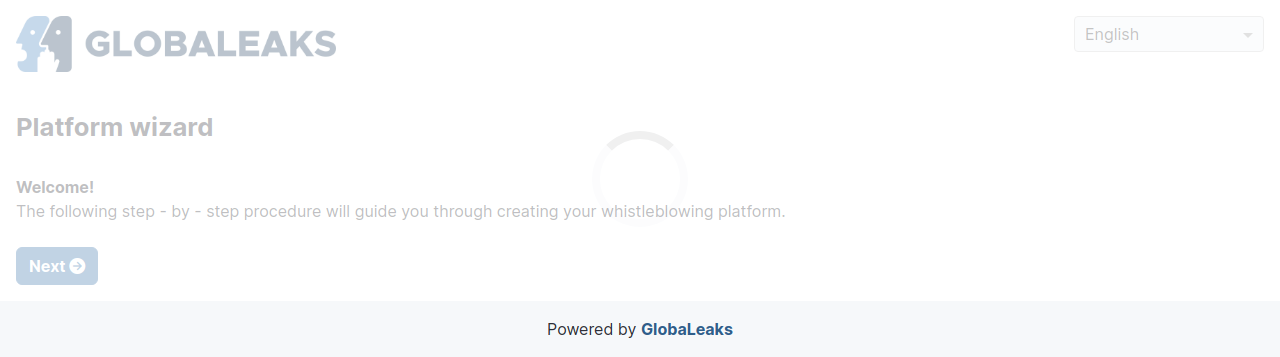 GLOBALEAKS
English
Platform wizard
Welcome!
The following step - by - step procedure will guide you through creating your whistleblowing platform.
Next
Powered by GlobaLeaks